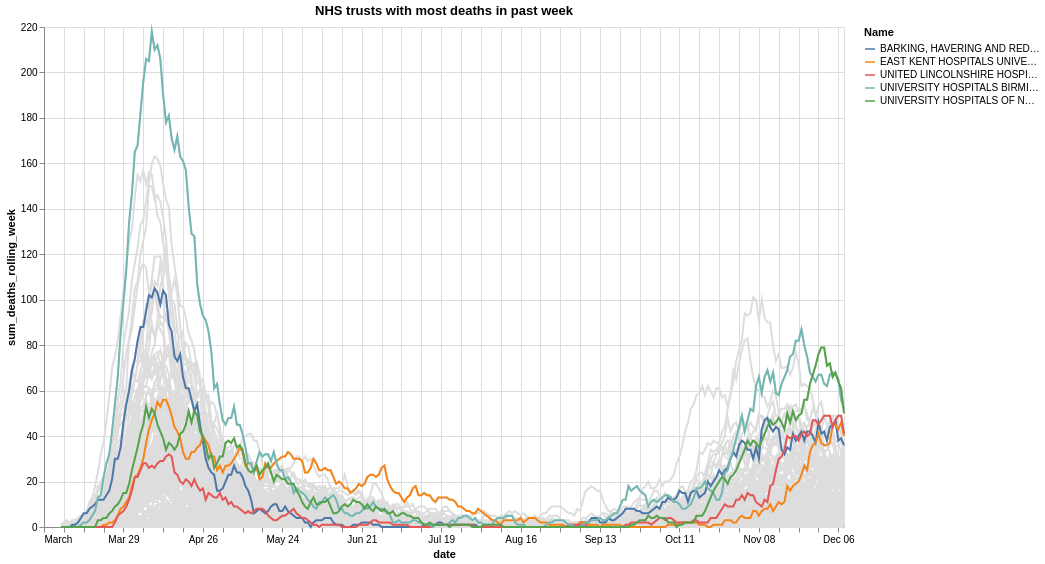 NHS trusts with most deaths in past week
Name
BARKING, HAVERING AND RED…
EAST KENT HOSPITALS UNIVE…
UNITED LINCOLNSHIRE HOSPI…
UNIVERSITY HOSPITALS BIRMI…
UNIVERSITY HOSPITALS OF N…
sum_deaths_rolling_week
220
200
180
160
140
120
100
80
60
40
20
0
March Mar 29 Apr 26 May 24 Jun 21 Jul 19 Aug 16 Sep 13 Oct 11 Nov 08 Dec 06
date